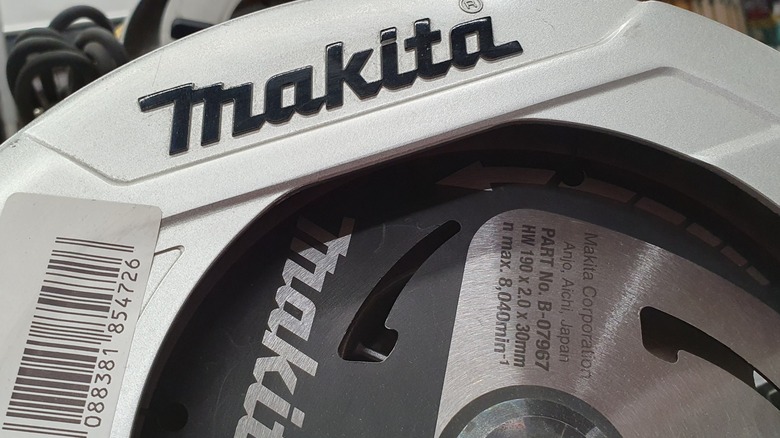 makita®
makita
Makita Corporation
Anjo, Aichi, Japan
PART No. B-07967
HW 190 x 2.0 x 30mm
n max. 8,040min⁻¹
088381 854726